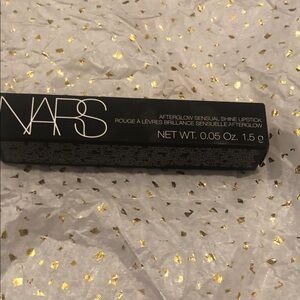 NARS
AFTERGLOW SENSUAL SHINE LIPSTICK
ROUGE À LÈVRES BRILLANCE SENSUELLE AFTERGLOW
NET WT. 0.05 Oz. 1.5 g